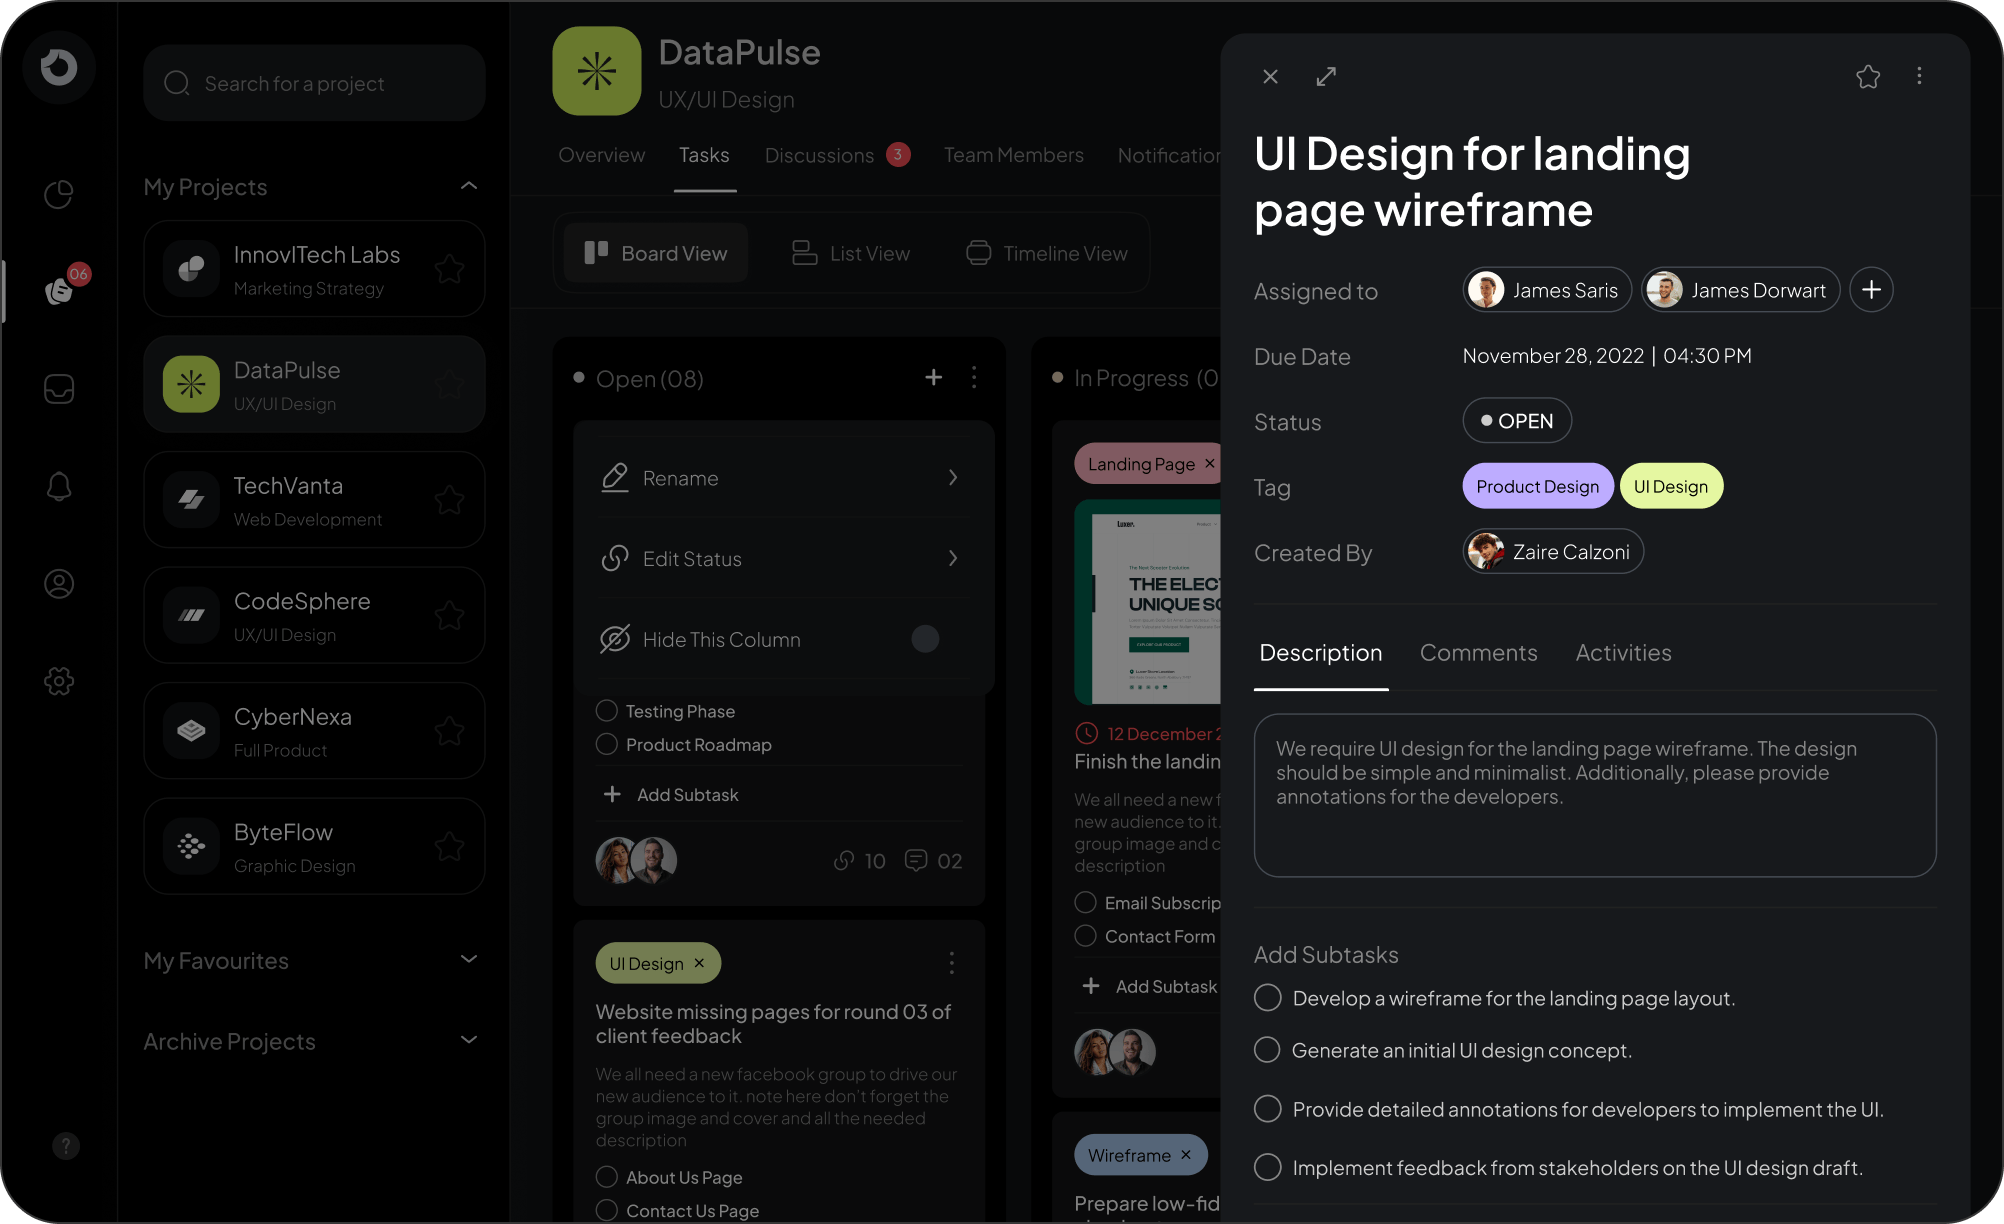 06
?
Search for a project
My Projects
InnovITech Labs
Marketing Strategy
DataPulse
UX/UI Design
TechVanta
Web Development
CodeSphere
UX/UI Design
CyberNexa
Full Product
ByteFlow
Graphic Design
My Favourites
Archive Projects
DataPulse
UX/UI Design
Overview Tasks Discussions 3 Team Members Notification
Board View List View Timeline View
Open (08)
Rename
Edit Status
Hide This Column
Testing Phase
Product Roadmap
Add Subtask
10 02
UI Design ×
Website missing pages for round 03 of
client feedback
We all need a new facebook group to drive our
new audience to it. note here don't forget the
group image and cover and all the needed
description
About Us Page
Contact Us Page
In Progress (0
Landing Page ×
Luxer.
Product
The Next Scooter Evolution
THE ELEC
UNIQUE SC
EXPLORE OUR PRODUCT
12 December 2
Finish the landin
We all need a new f
new audience to it.
group image and c
description
Email Subscrip
Contact Form
Add Subtask
Wireframe ×
Prepare low-fid
UI Design for landing
page wireframe
Assigned to James Saris James Dorwart
Due Date November 28, 2022 | 04:30 PM
Status OPEN
Tag Product Design UI Design
Created By Zaire Calzoni
Description Comments Activities
We require UI design for the landing page wireframe. The design
should be simple and minimalist. Additionally, please provide
annotations for the developers.
Add Subtasks
Develop a wireframe for the landing page layout.
Generate an initial UI design concept.
Provide detailed annotations for developers to implement the UI.
Implement feedback from stakeholders on the UI design draft.